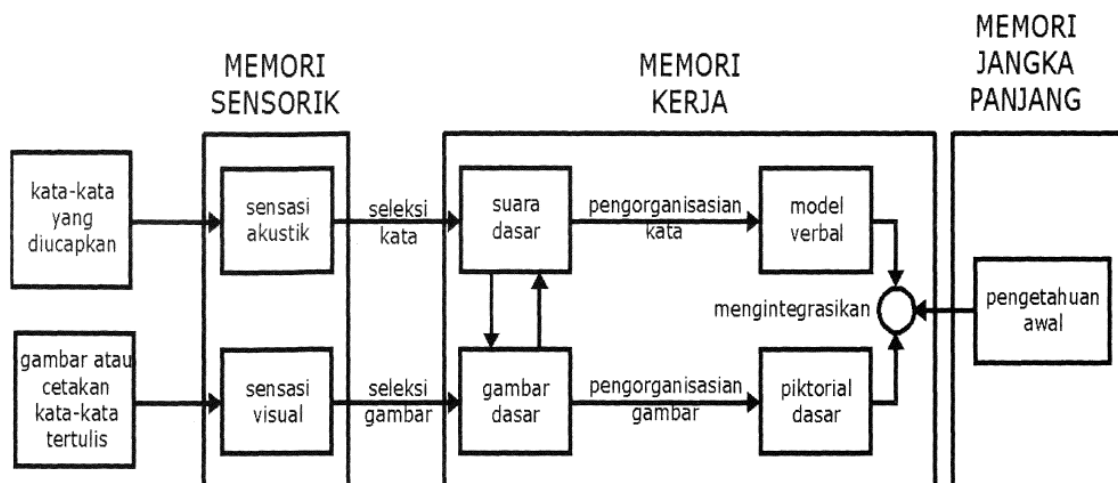 MEMORI
SENSORIK
MEMORI
KERJA
MEMORI
JANGKA
PANJANG
kata-kata
yang
diucapkan
sensasi
akustik
seleksi
kata
suara
dasar
pengorganisasian
kata
model
verbal
mengintegrasikan
pengetahuan
awal
gambar atau
cetakan
kata-kata
tertulis
sensasi
visual
seleksi
gambar
gambar
dasar
pengorganisasian
gambar
piktorial
dasar